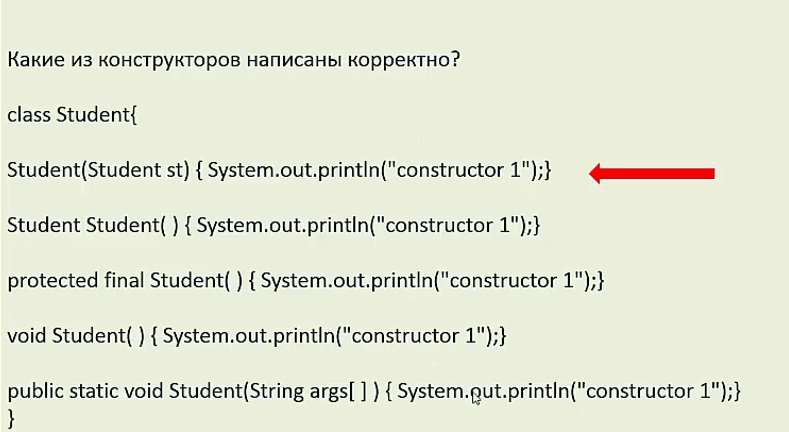 Какие из конструкторов написаны корректно?
class Student{
Student(Student st) { System.out.println("constructor 1");}
Student Student( ) { System.out.println("constructor 1");}
protected final Student( ) { System.out.println("constructor 1");}
void Student( ) { System.out.println("constructor 1");}
public static void Student(String args[ ] ) { System.out.println("constructor 1");}
}